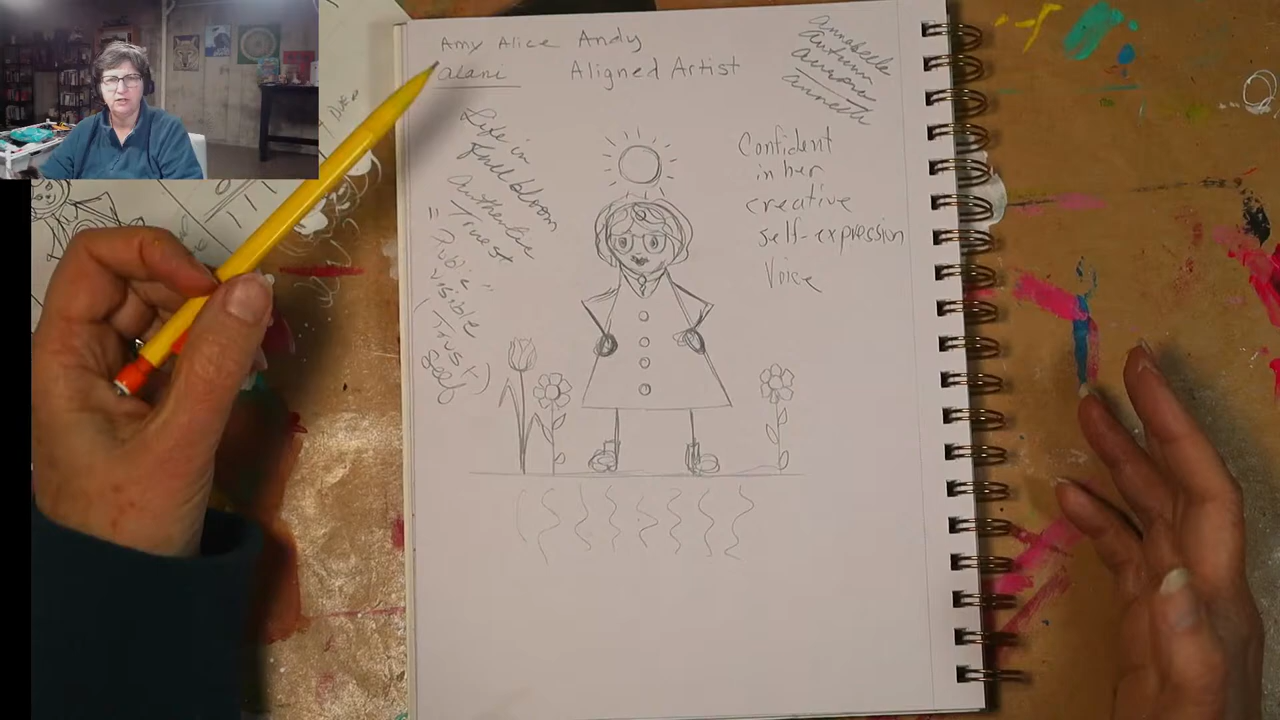 Amy Alice Andy
Alani
Aligned Artist
Annabelle
Autumn
Aurora
Annette
Life in
Full bloom
Authentic
"Truest
Public"
Visible
(Trust
Self)
Confident
in her
creative
self-expression
Voice